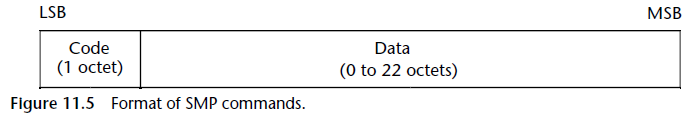 LSB MSB
Code Data
(1 octet) (0 to 22 octets)
Figure 11.5 Format of SMP commands.